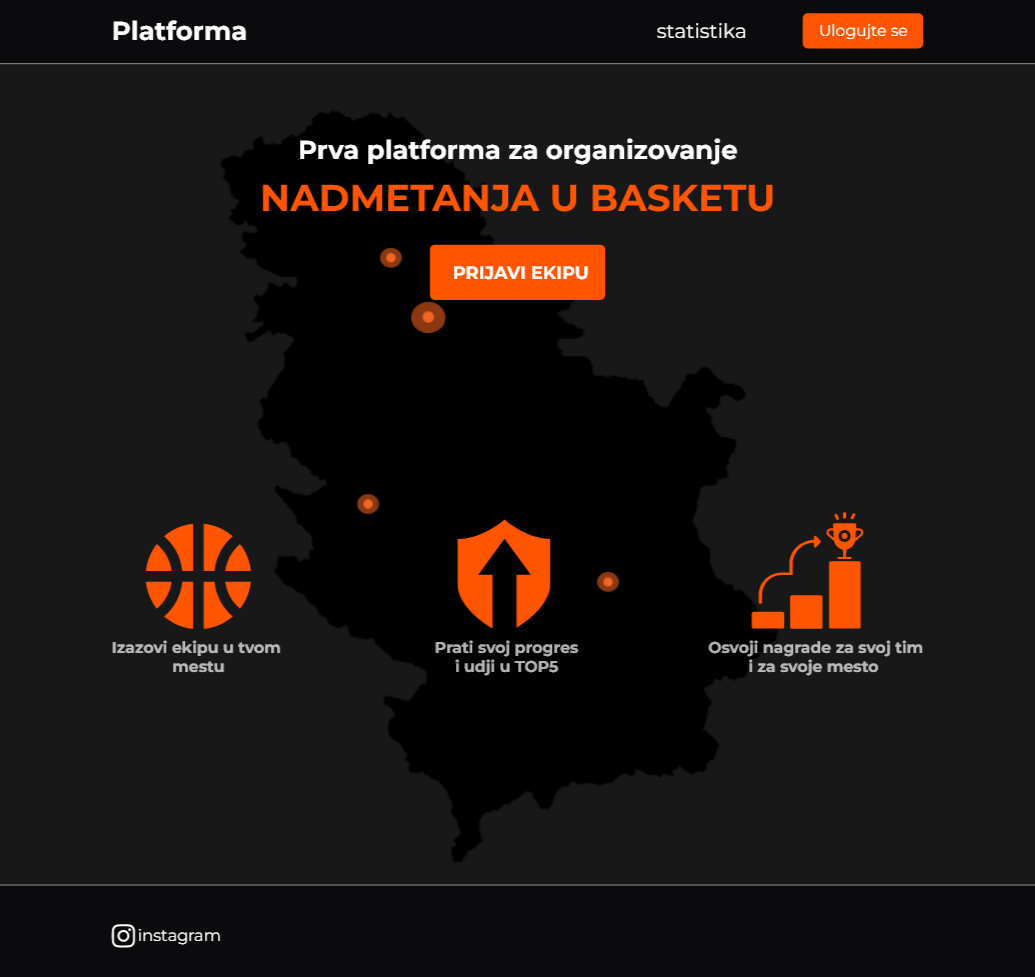 Platforma
statistika
Ulogujte se
Prva platforma za organizovanje
NADMETANJA U BASKETU
PRIJAVI EKIPU
Izazovi ekipu u tvom
mestu
Prati svoj progres
i udji u TOP5
Osvoji nagrade za svoj tim
i za svoje mesto
instagram